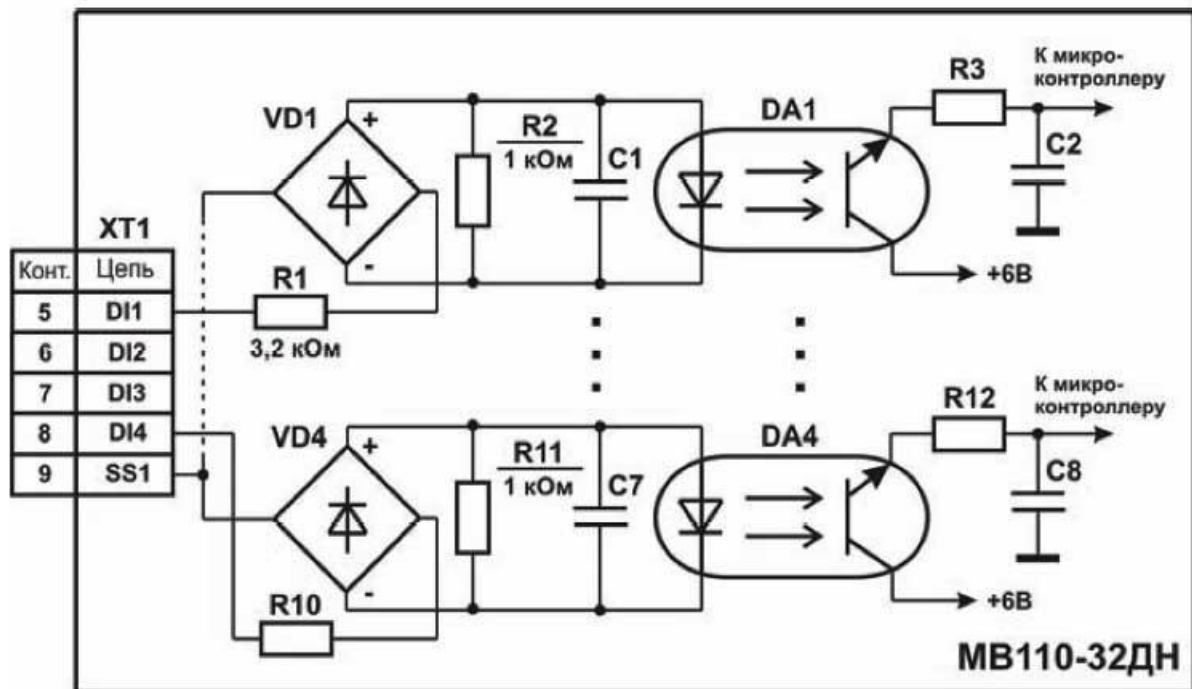 К микро-
контроллеру
R3
VD1
+
DA1
R2
1 кОм
C1
C2
XT1
Конт. Цепь
-
R1
+6В
5 DI1
6 DI2
3,2 кОм
7 DI3
К микро-
контроллеру
R12
8 DI4
VD4
+
DA4
R11
1 кОм
C7
C8
9 SS1
-
R10
+6В
МВ110-32ДН